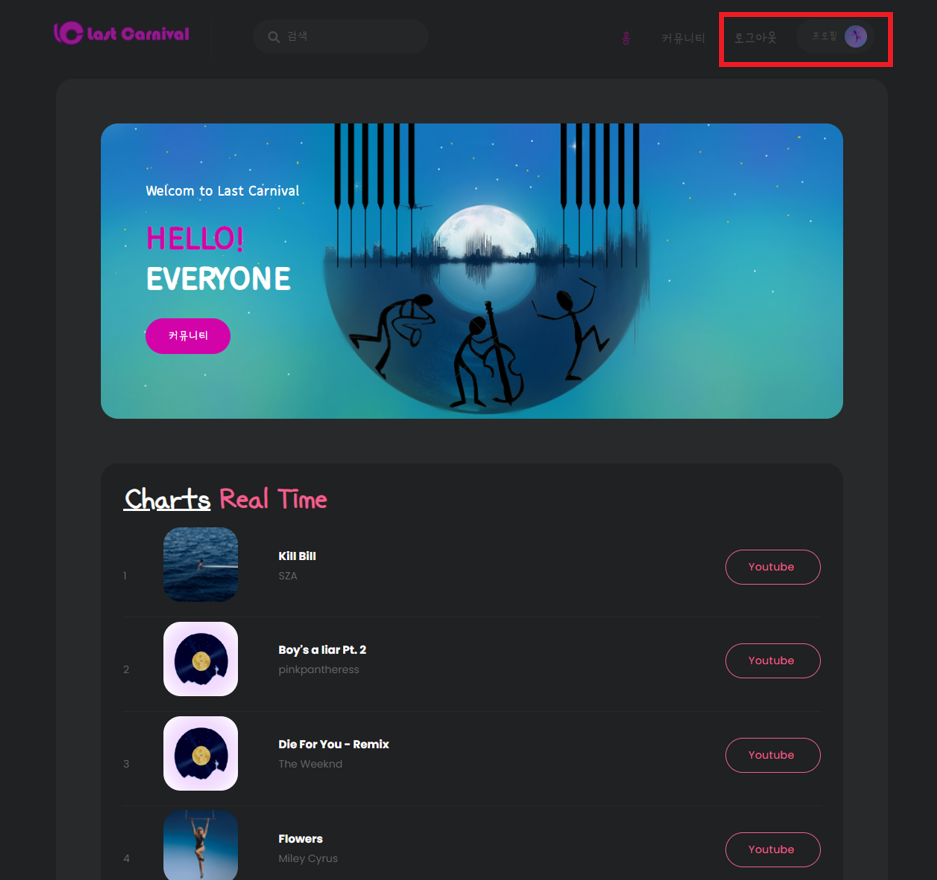 Last Carnival
검색
홈
커뮤니티
로그아웃
프로필
Welcom to Last Carnival
HELLO!
EVERYONE
커뮤니티
Charts Real Time
Kill Bill
1
SZA
Youtube
Boy's a liar Pt. 2
2
pinkpantheress
Youtube
Die For You - Remix
3
The Weeknd
Youtube
Flowers
4
Miley Cyrus
Youtube